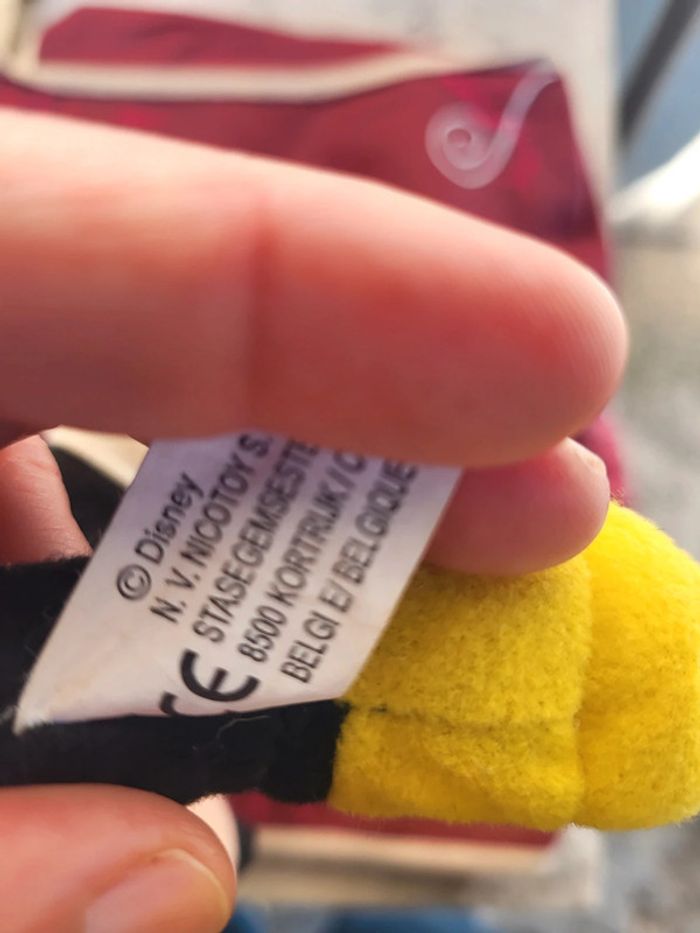 © Disney
N. V. NICOTOY S.
STASEGEMSESTE
8500 KORTRIJK /
BELGI E/ BELGIQUE
CE